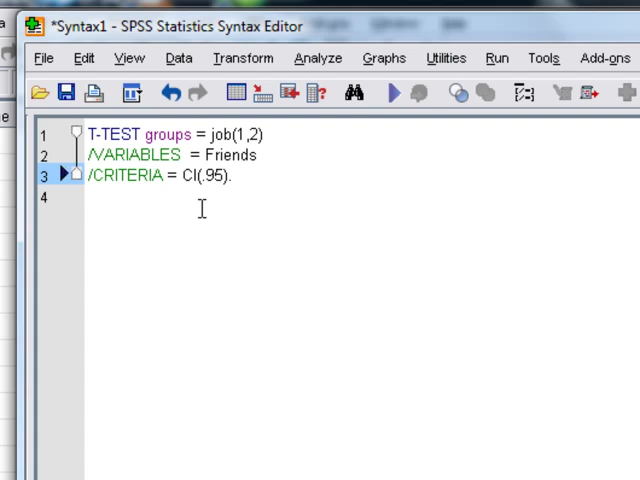 *Syntax1 - SPSS Statistics Syntax Editor
File Edit View Data Transform Analyze Graphs Utilities Run Tools Add-ons
1 T-TEST groups = job(1,2)
2 /VARIABLES = Friends
3 /CRITERIA = CI(.95).
4